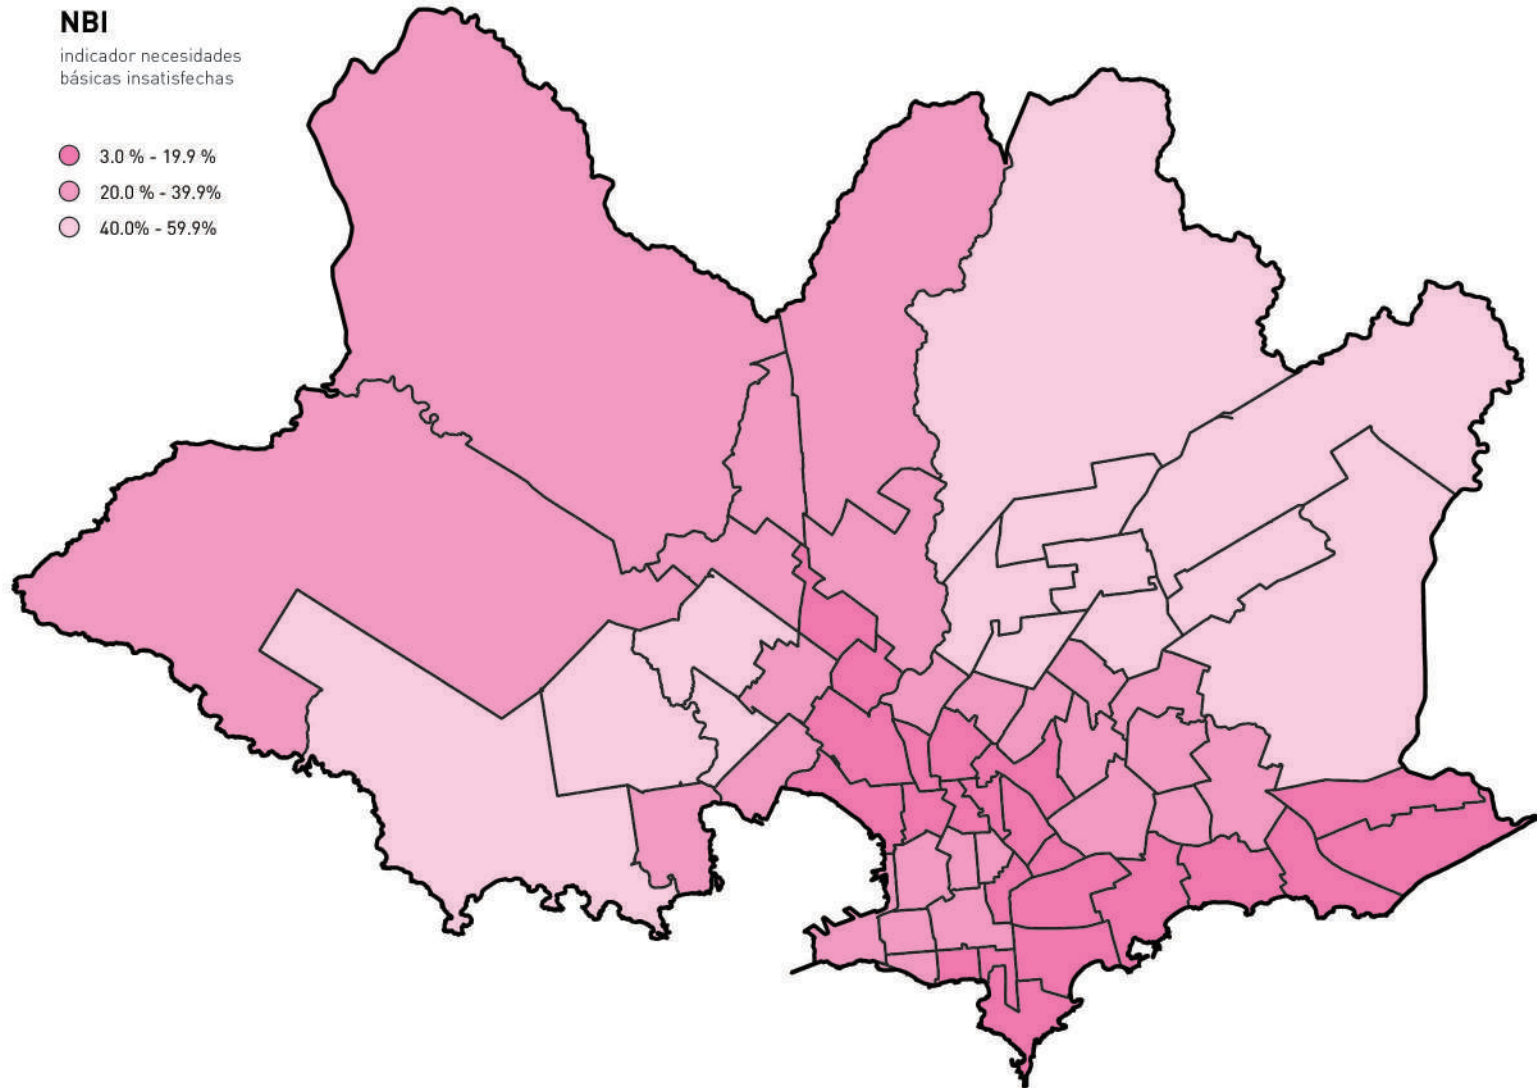 NBI
indicador necesidades
básicas insatisfechas
3.0 % - 19.9 %
20.0 % - 39.9%
40.0% - 59.9%